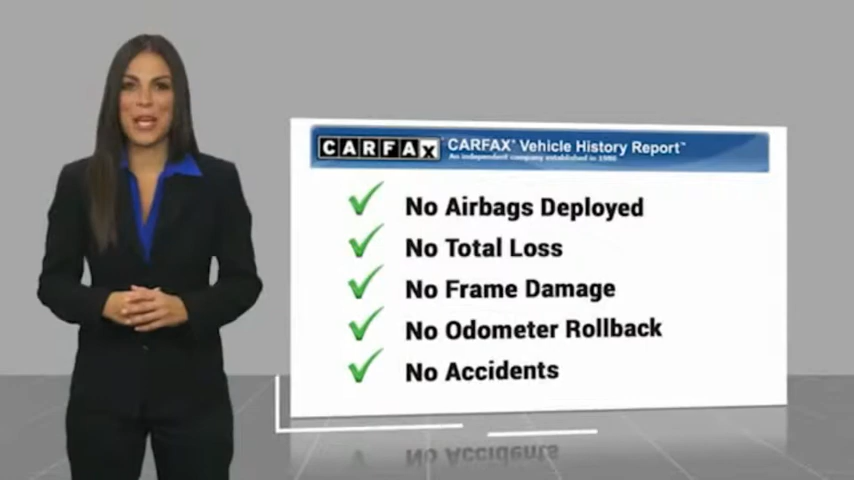 CARFAX CARFAX® Vehicle History Report™
An independent company established in 1986
No Airbags Deployed
No Total Loss
No Frame Damage
No Odometer Rollback
No Accidents